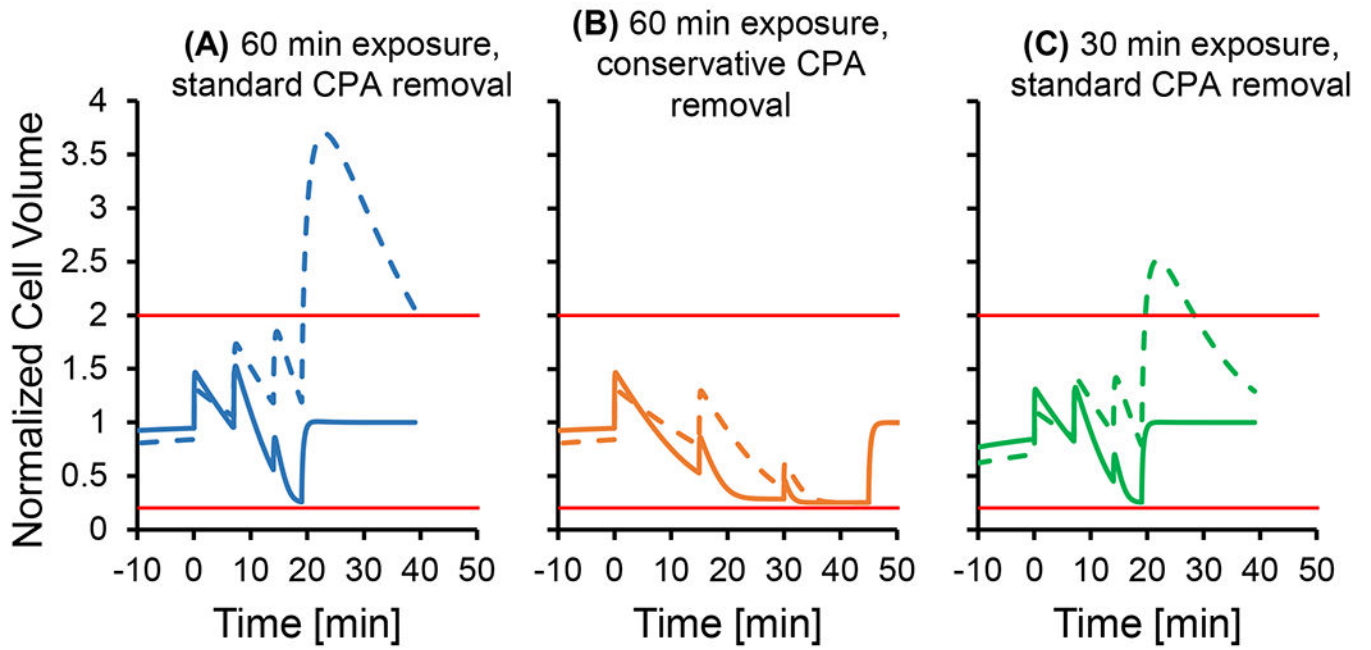 (A) 60 min exposure,
standard CPA removal
(B) 60 min exposure,
conservative CPA
removal
(C) 30 min exposure,
standard CPA removal
Normalized Cell Volume
4
3.5
3
2.5
2
1.5
1
0.5
0
-10 0 10 20 30 40 50
-10 0 10 20 30 40 50
-10 0 10 20 30 40 50
Time [min]
Time [min]
Time [min]